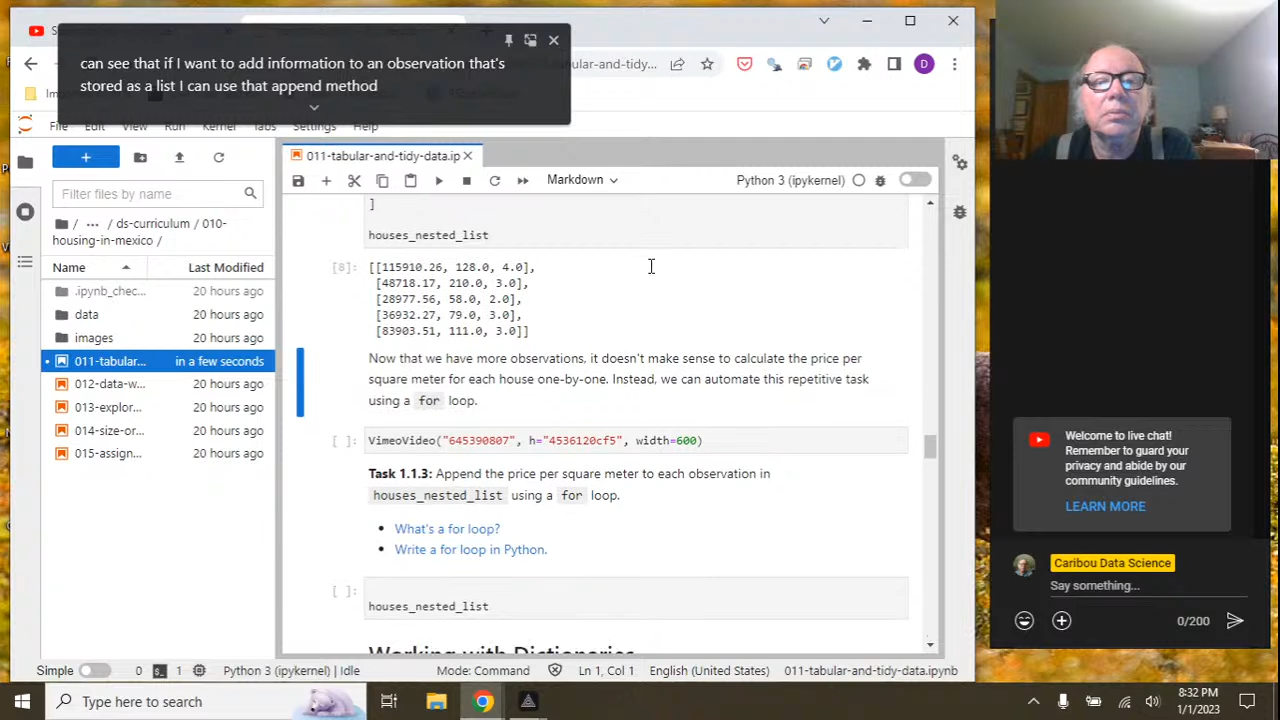 can see that if I want to add information to an observation that's
stored as a list I can use that append method
tabular-and-tidy-data...
D
File Edit View Run Kernel Tabs Settings Help
011-tabular-and-tidy-data.ip
Markdown
Python 3 (ipykernel)
Filter files by name
/ ... / ds-curriculum / 010-
housing-in-mexico /
Name
Last Modified
.ipynb_chec... 20 hours ago
data 20 hours ago
images 20 hours ago
011-tabular... in a few seconds
012-data-w... 20 hours ago
013-explor... 20 hours ago
014-size-or... 20 hours ago
015-assign... 20 hours ago
]
houses_nested_list
[8]: [[115910.26, 128.0, 4.0],
[48718.17, 210.0, 3.0],
[28977.56, 58.0, 2.0],
[36932.27, 79.0, 3.0],
[83903.51, 111.0, 3.0]]
Now that we have more observations, it doesn't make sense to calculate the price per
square meter for each house one-by-one. Instead, we can automate this repetitive task
using a for loop.
[ ]: VimeoVideo("645390807", h="4536120cf5", width=600)
Task 1.1.3: Append the price per square meter to each observation in
houses_nested_list using a for loop.
• What's a for loop?
• Write a for loop in Python.
[ ]:
houses_nested_list
Working with Dictionaries
Simple 0 1 Python 3 (ipykernel) | Idle
Mode: Command
Ln 1, Col 1
English (United States)
011-tabular-and-tidy-data.ipynb
Welcome to live chat!
Remember to guard your
privacy and abide by our
community guidelines.
LEARN MORE
Caribou Data Science
Say something...
0/200
Type here to search
8:32 PM
1/1/2023